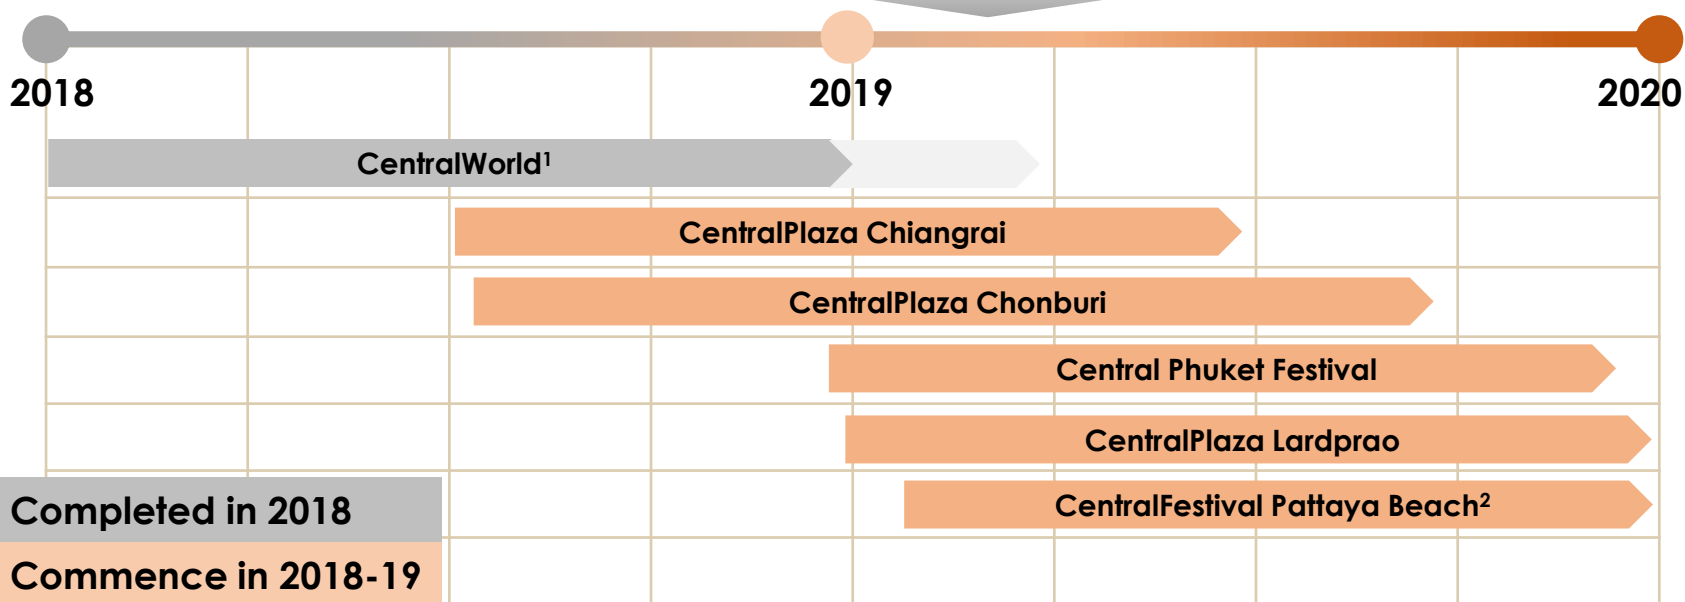 2018 2019 2020
CentralWorld¹
CentralPlaza Chiangrai
CentralPlaza Chonburi
Central Phuket Festival
CentralPlaza Lardprao
CentralFestival Pattaya Beach²
Completed in 2018
Commence in 2018-19